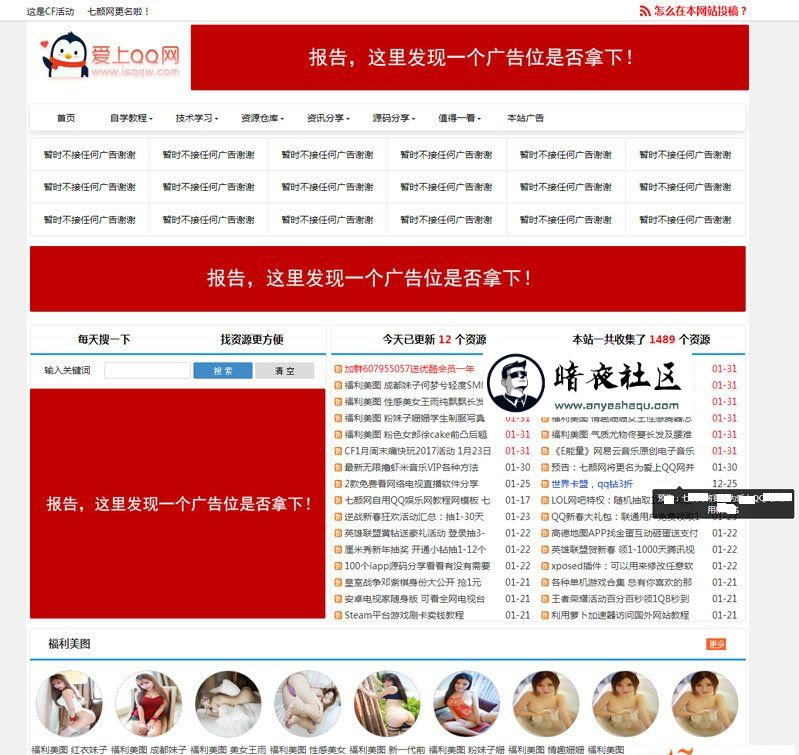 这是CF活动 七颜网更名啦！
怎么在本网站投稿？
爱上QQ网
www.isqqw.com
报告，这里发现一个广告位是否拿下！
首页 自学教程 技术学习 资源仓库 资讯分享 源码分享 值得一看 本站广告
暂时不接任何广告谢谢 暂时不接任何广告谢谢 暂时不接任何广告谢谢 暂时不接任何广告谢谢 暂时不接任何广告谢谢 暂时不接任何广告谢谢
暂时不接任何广告谢谢 暂时不接任何广告谢谢 暂时不接任何广告谢谢 暂时不接任何广告谢谢 暂时不接任何广告谢谢 暂时不接任何广告谢谢
暂时不接任何广告谢谢 暂时不接任何广告谢谢 暂时不接任何广告谢谢 暂时不接任何广告谢谢 暂时不接任何广告谢谢 暂时不接任何广告谢谢
报告，这里发现一个广告位是否拿下！
每天搜一下 找资源更方便
输入关键词 搜 索 清 空
报告，这里发现一个广告位是否拿下！
今天已更新 12 个资源 本站一共收集了 1489 个资源
加群607955057送优酷会员一年
福利美图 成都妹子何梦兮轻度SM
福利美图 性感美女王雨纯飘飘长发
福利美图 粉妹子姗姗学生制服写真 01-31
福利美图 粉色女郎徐cake前凸后翘 01-31
CF1月周末痛快玩2017活动 1月23日 01-31
最新无限撸虾米音乐VIP各种方法 01-30
2款免费看网络电视直播软件分享 01-25
七颜网自用QQ娱乐网教程网模板 七 01-17
逆战新春狂欢活动汇总：抽1-30天 01-23
英雄联盟黄钻送豪礼活动 登录抽3- 01-22
厘米秀新年抽奖 开通小钻抽1-12个 01-22
100个iapp源码分享看看有没有需要 01-22
皇室战争邓紫棋身份大公开 抢1元 01-21
安卓电视家随身版 可看全网电视台 01-21
Steam平台游戏刷卡卖钱教程 01-21
暗夜社区
www.anyeshequ.com
01-31
01-31
01-31
福利美图 情趣姗姗女王性感胸器忘 01-31
福利美图 气质尤物佟蔓长发及腰难 01-31
《E能量》网易云音乐原创电子音乐 01-31
预告：七颜网将更名为爱上QQ网并 01-30
世界卡盟，qq钻3折 12-25
LOL网吧特权：随机抽取1
QQ新春大礼包：联通用户免费领取1 01-23
高德地图APP找金蛋互动砸蛋送支付 01-22
英雄联盟贺新春 领1-1000天腾讯视 01-22
xposed插件：可以用来修改任意软 01-22
各种单机游戏合集 总有你喜欢的那 01-21
王者荣耀活动百分百秒领1QB秒到 01-21
利用萝卜加速器访问国外网站教程 01-21
福利美图 更多
福利美图 红衣妹子 福利美图 成都妹子 福利美图 美女王雨 福利美图 性感美女 福利美图 新一代前 福利美图 粉妹子姗 福利美图 情趣姗姗 福利美图